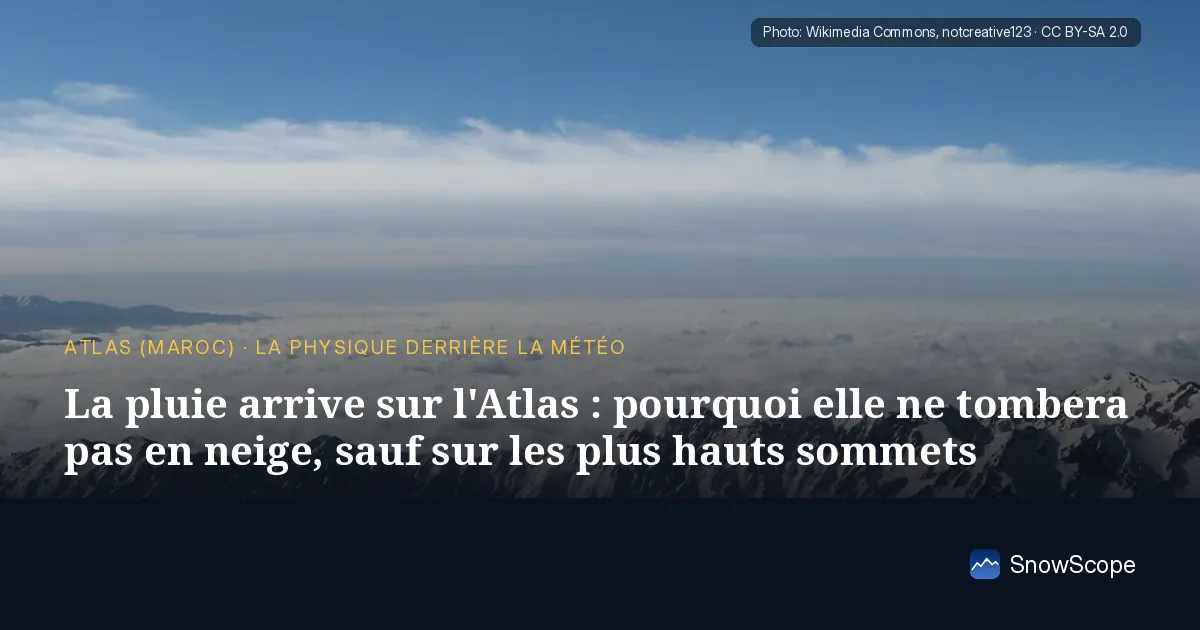 Photo: Wikimedia Commons, notcreative123 · CC BY-SA 2.0
ATLAS (MAROC) · LA PHYSIQUE DERRIÈRE LA MÉTÉO
La pluie arrive sur l'Atlas : pourquoi elle ne tombera
pas en neige, sauf sur les plus hauts sommets
SnowScope